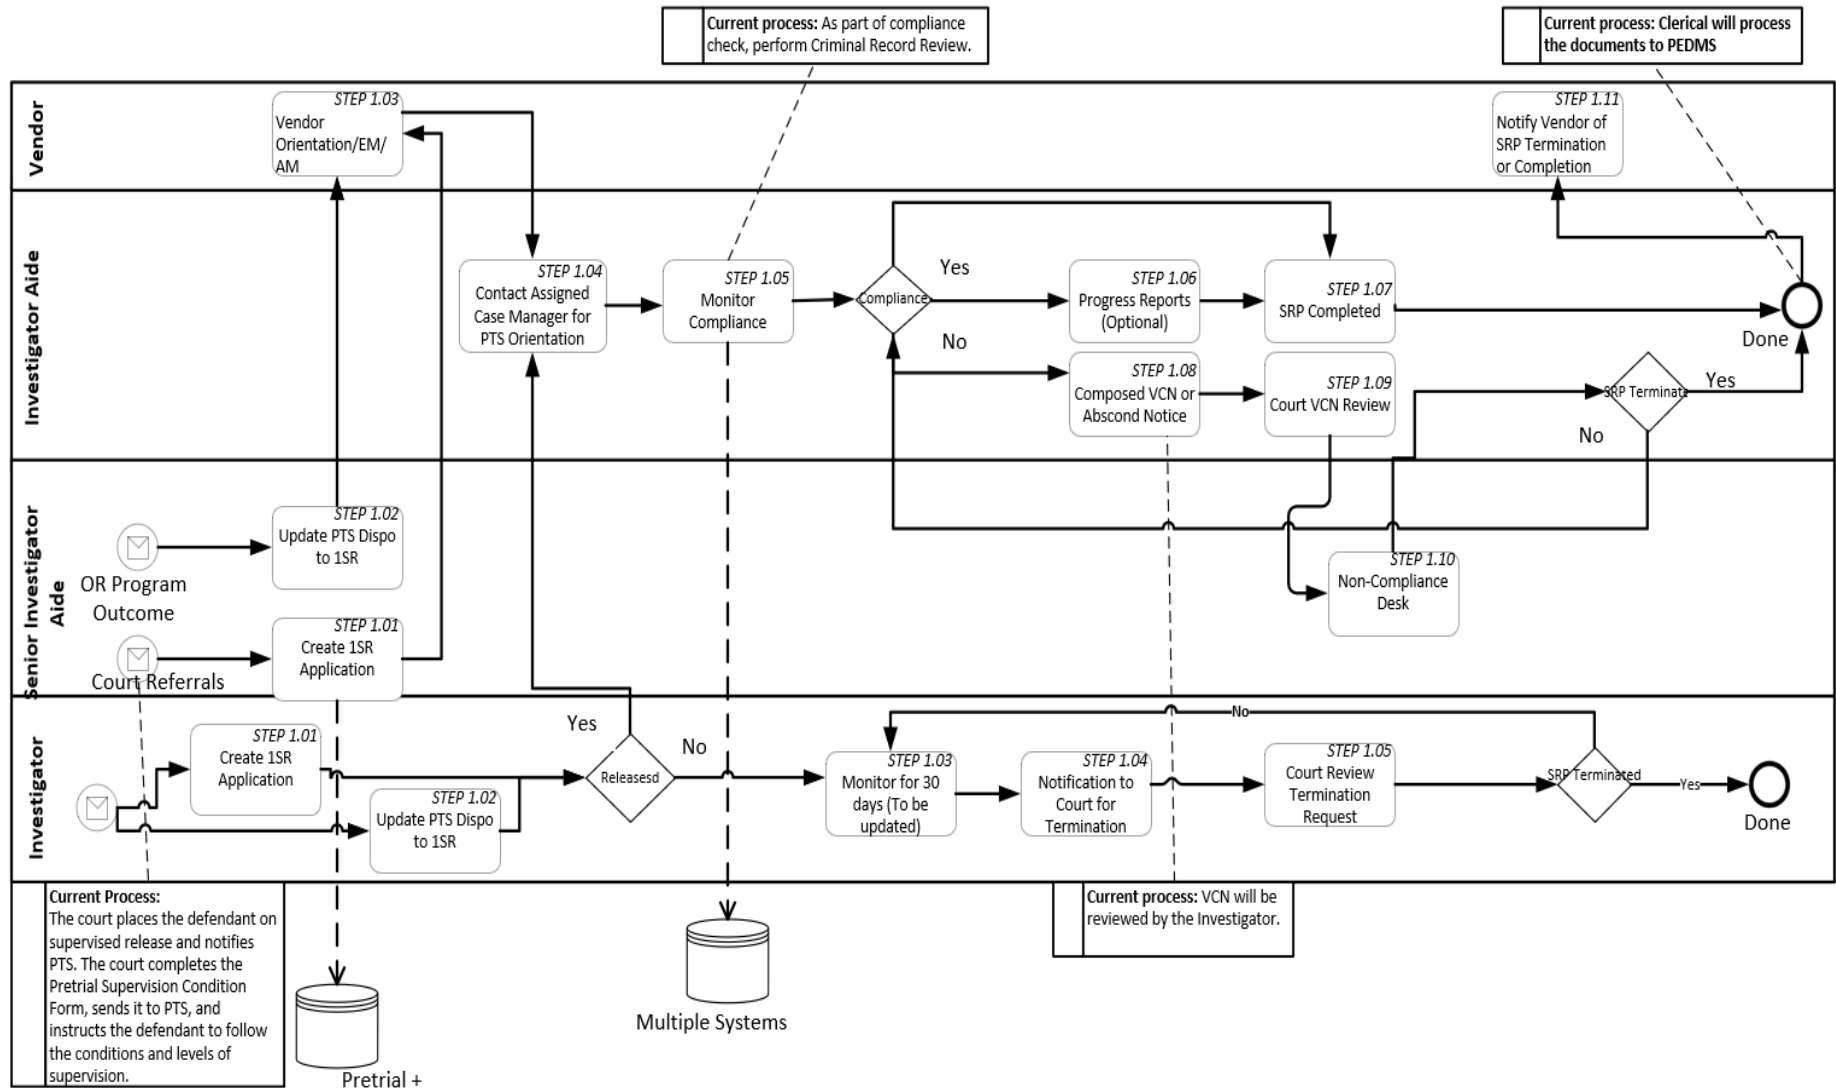 Current process: As part of compliance
check, perform Criminal Record Review.
Current process: Clerical will process
the documents to PEDMS
Vendor
STEP 1.03
Vendor
Orientation/EM/
AM
STEP 1.11
Notify Vendor of
SRP Termination
or Completion
Investigator Aide
STEP 1.04
Contact Assigned
Case Manager for
PTS Orientation
STEP 1.05
Monitor
Compliance
Compliance
Yes
No
STEP 1.06
Progress Reports
(Optional)
STEP 1.07
SRP Completed
Done
STEP 1.08
Composed VCN or
Abscond Notice
STEP 1.09
Court VCN Review
SRP Terminate
Yes
No
Senior Investigator
Aide
OR Program
Outcome
STEP 1.02
Update PTS Dispo
to 1SR
Court Referrals
STEP 1.01
Create 1SR
Application
STEP 1.10
Non-Compliance
Desk
Investigator
STEP 1.01
Create 1SR
Application
STEP 1.02
Update PTS Dispo
to 1SR
Yes
Releasesd
No
STEP 1.03
Monitor for 30
days (To be
updated)
STEP 1.04
Notification to
Court for
Termination
STEP 1.05
Court Review
Termination
Request
No
SRP Terminated
Yes
Done
Current Process:
The court places the defendant on
supervised release and notifies
PTS. The court completes the
Pretrial Supervision Condition
Form, sends it to PTS, and
instructs the defendant to follow
the conditions and levels of
supervision.
Pretrial +
Multiple Systems
Current process: VCN will be
reviewed by the Investigator.